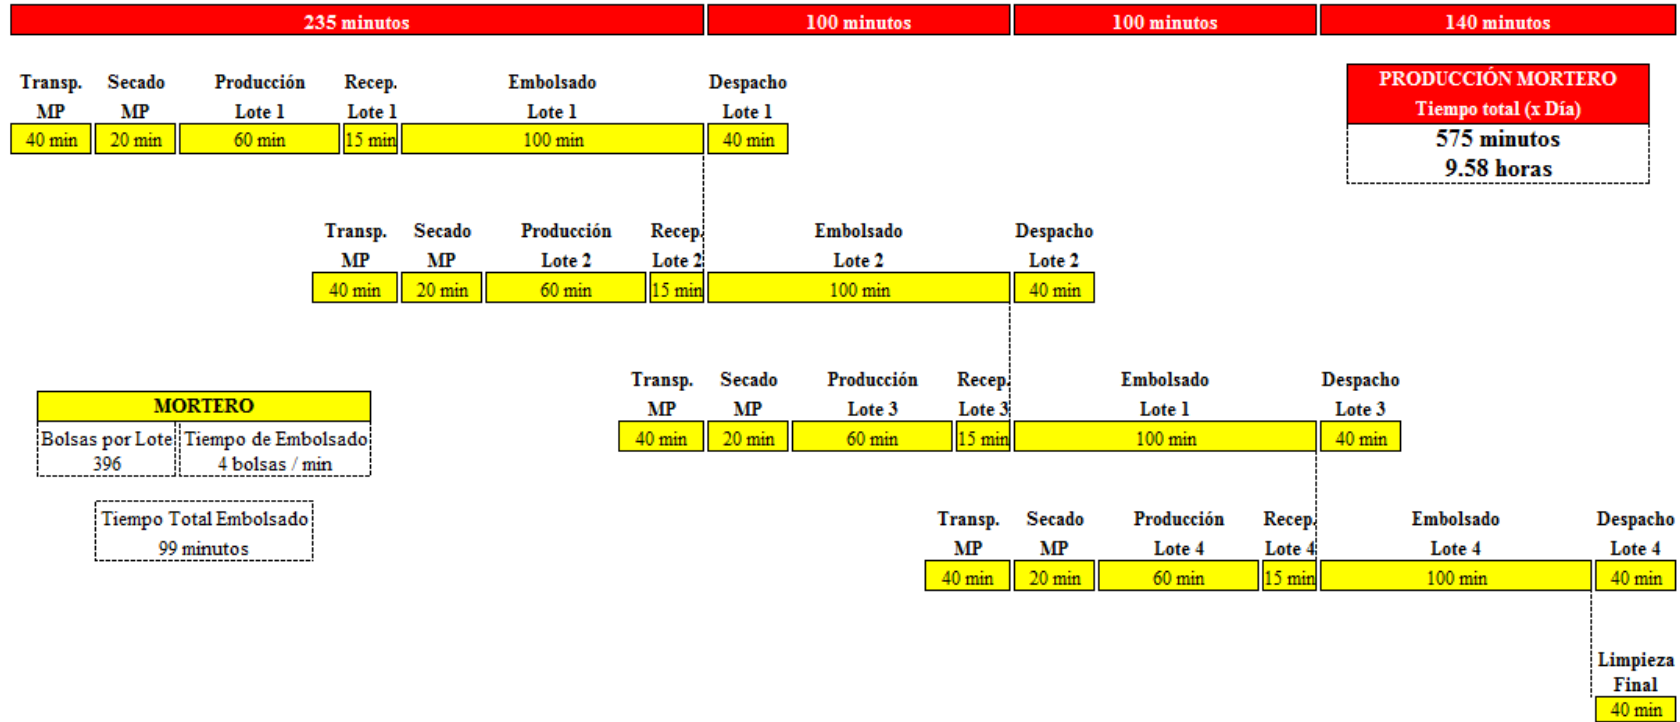 235 minutos 100 minutos 100 minutos 140 minutos
Transp. Secado Producción Recep. Embolsado Despacho
MP MP Lote 1 Lote 1 Lote 1 Lote 1
40 min 20 min 60 min 15 min 100 min 40 min
PRODUCCIÓN MORTERO
Tiempo total (x Día)
575 minutos
9.58 horas
Transp. Secado Producción Recep. Embolsado Despacho
MP MP Lote 2 Lote 2 Lote 2 Lote 2
40 min 20 min 60 min 15 min 100 min 40 min
Transp. Secado Producción Recep. Embolsado Despacho
MP MP Lote 3 Lote 3 Lote 1 Lote 3
40 min 20 min 60 min 15 min 100 min 40 min
MORTERO
Bolsas por Lote Tiempo de Embolsado
396 4 bolsas / min
Tiempo Total Embolsado
99 minutos
Transp. Secado Producción Recep. Embolsado Despacho
MP MP Lote 4 Lote 4 Lote 4 Lote 4
40 min 20 min 60 min 15 min 100 min 40 min
Limpieza
Final
40 min